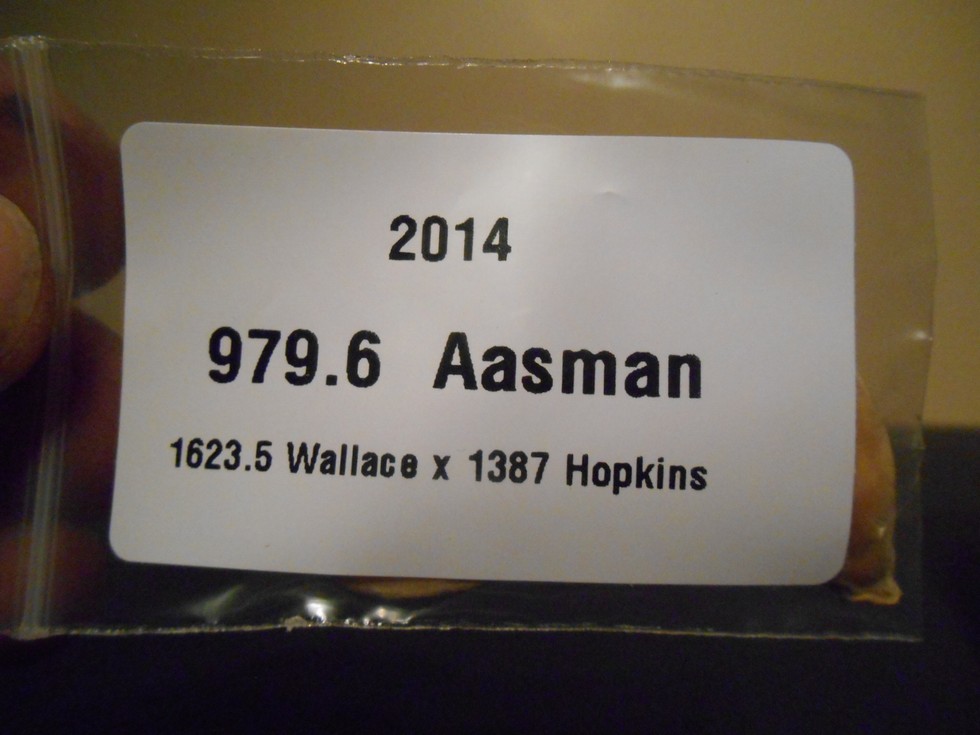 2014
979.6 Aasman
1623.5 Wallace x 1387 Hopkins